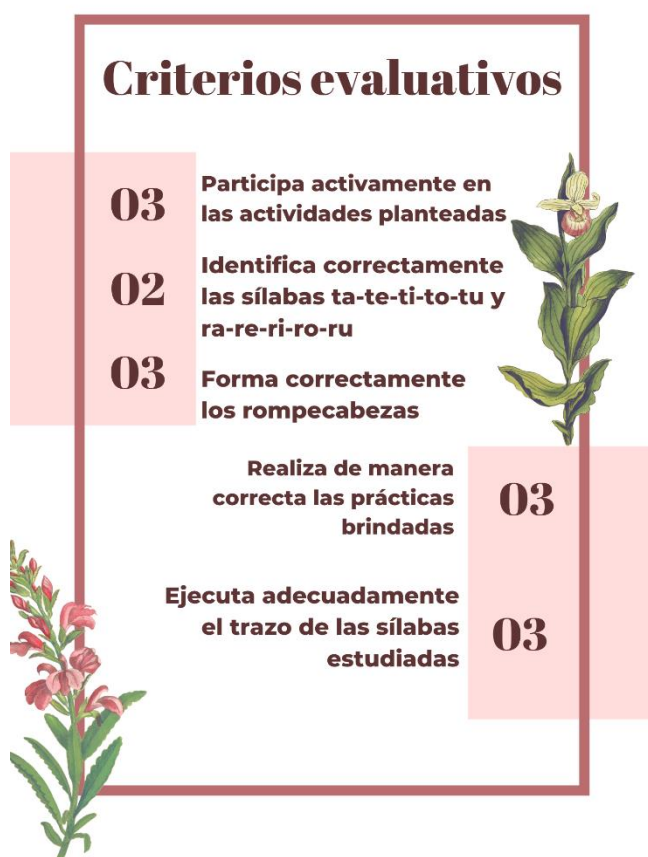 Criterios evaluativos
03
Participa activamente en
las actividades planteadas
02
Identifica correctamente
las sílabas ta-te-ti-to-tu y
ra-re-ri-ro-ru
03
Forma correctamente
los rompecabezas
Realiza de manera
correcta las prácticas
brindadas
03
Ejecuta adecuadamente
el trazo de las sílabas
estudiadas
03